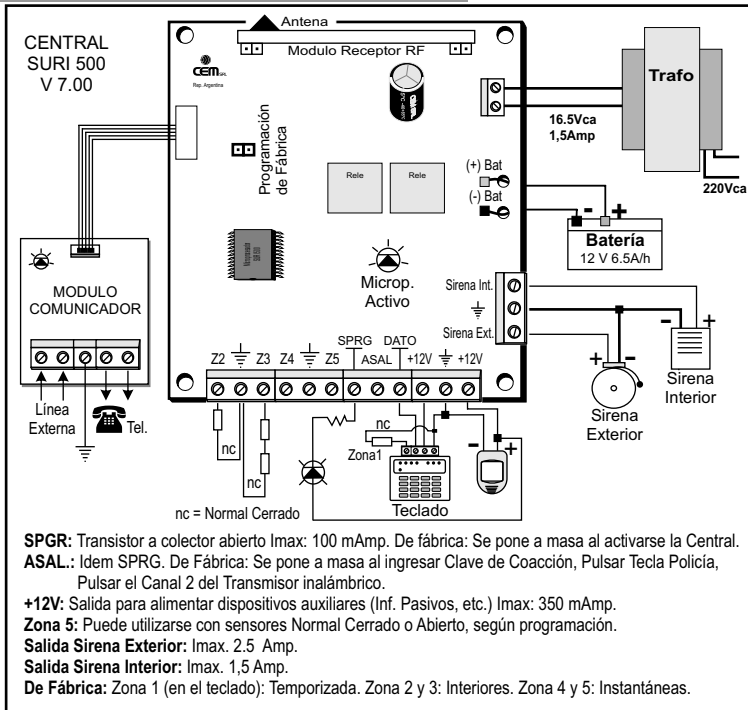 CENTRAL
SURI 500
V 7.00
Antena
Modulo Receptor RF
CEM SRL
Rep. Argentina
Programación
de Fábrica
Rele
Rele
Microprocesador
SURI 500
Microp.
Activo
(+) Bat
(-) Bat
16.5Vca
1,5Amp
Trafo
220Vca
- +
Batería
12 V 6.5A/h
Sirena Int.
Sirena Ext.
- +
Sirena
Interior
+ -
Sirena
Exterior
MODULO
COMUNICADOR
Línea
Externa
Tel.
SPRG DATO
Z2 Z3 Z4 Z5 ASAL +12V +12V
nc
nc
nc
Zona1
Teclado
- +
nc = Normal Cerrado
SPGR: Transistor a colector abierto Imax: 100 mAmp. De fábrica: Se pone a masa al activarse la Central.
ASAL.: Idem SPRG. De Fábrica: Se pone a masa al ingresar Clave de Coacción, Pulsar Tecla Policía,
Pulsar el Canal 2 del Transmisor inalámbrico.
+12V: Salida para alimentar dispositivos auxiliares (Inf. Pasivos, etc.) Imax: 350 mAmp.
Zona 5: Puede utilizarse con sensores Normal Cerrado o Abierto, según programación.
Salida Sirena Exterior: Imax. 2.5 Amp.
Salida Sirena Interior: Imax. 1,5 Amp.
De Fábrica: Zona 1 (en el teclado): Temporizada. Zona 2 y 3: Interiores. Zona 4 y 5: Instantáneas.